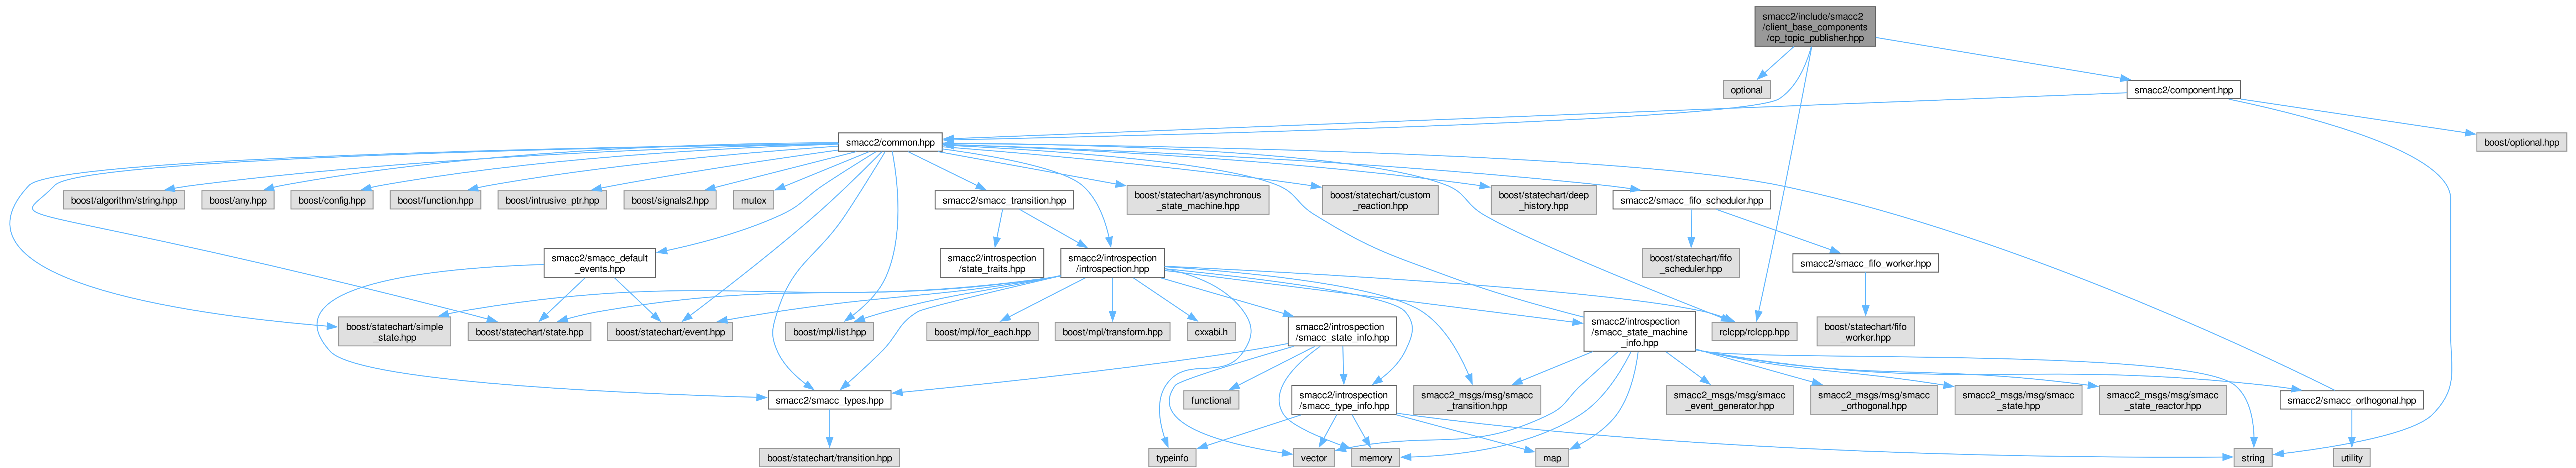 smacc2/include/smacc2
/client_base_components
/cp_topic_publisher.hpp
optional
smacc2/component.hpp
smacc2/common.hpp
boost/optional.hpp
boost/algorithm/string.hpp
boost/any.hpp
boost/config.hpp
boost/function.hpp
boost/intrusive_ptr.hpp
boost/signals2.hpp
mutex
smacc2/smacc_transition.hpp
boost/statechart/asynchronous
_state_machine.hpp
boost/statechart/custom
_reaction.hpp
boost/statechart/deep
_history.hpp
smacc2/smacc_fifo_scheduler.hpp
smacc2/smacc_default
_events.hpp
smacc2/introspection
/state_traits.hpp
smacc2/introspection
/introspection.hpp
boost/statechart/fifo
_scheduler.hpp
smacc2/smacc_fifo_worker.hpp
boost/statechart/simple
_state.hpp
boost/statechart/state.hpp
boost/statechart/event.hpp
boost/mpl/list.hpp
boost/mpl/for_each.hpp
boost/mpl/transform.hpp
cxxabi.h
smacc2/introspection
/smacc_state_info.hpp
smacc2/introspection
/smacc_state_machine
_info.hpp
rclcpp/rclcpp.hpp
boost/statechart/fifo
_worker.hpp
smacc2/smacc_types.hpp
functional
smacc2/introspection
/smacc_type_info.hpp
smacc2_msgs/msg/smacc
_transition.hpp
smacc2_msgs/msg/smacc
_event_generator.hpp
smacc2_msgs/msg/smacc
_orthogonal.hpp
smacc2_msgs/msg/smacc
_state.hpp
smacc2_msgs/msg/smacc
_state_reactor.hpp
smacc2/smacc_orthogonal.hpp
boost/statechart/transition.hpp
typeinfo
vector
memory
map
string
utility